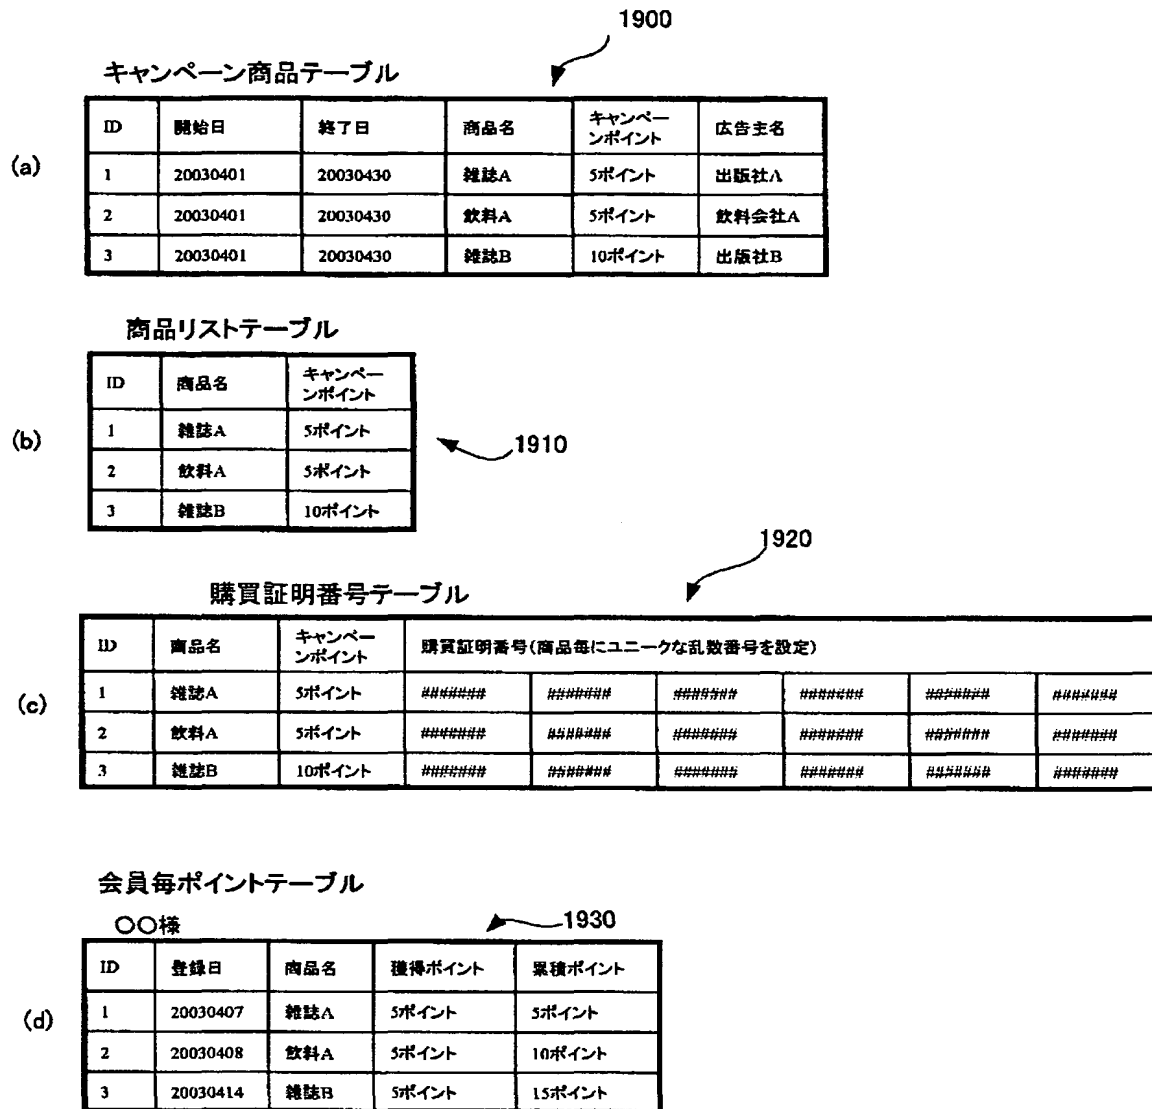 1900
キャンペーン商品テーブル
(a)
ID 開始日 終了日 商品名 キャンペー 広告主名
ンポイント
1 20030401 20030430 雑誌A 5ポイント 出版社A
2 20030401 20030430 飲料A 5ポイント 飲料会社A
3 20030401 20030430 雑誌B 10ポイント 出版社B
商品リストテーブル
(b)
ID 商品名 キャンペー
ンポイント
1 雑誌A 5ポイント
2 飲料A 5ポイント
3 雑誌B 10ポイント
1910
1920
購買証明番号テーブル
(c)
ID 商品名 キャンペー 購買証明番号(商品毎にユニークな乱数番号を設定)
ンポイント
1 雑誌A 5ポイント ####### ####### ####### ####### ####### #######
2 飲料A 5ポイント ####### ####### ####### ####### ####### #######
3 雑誌B 10ポイント ####### ####### ####### ####### ####### #######
会員毎ポイントテーブル
〇〇様
1930
(d)
ID 登録日 商品名 獲得ポイント 累積ポイント
1 20030407 雑誌A 5ポイント 5ポイント
2 20030408 飲料A 5ポイント 10ポイント
3 20030414 雑誌B 5ポイント 15ポイント